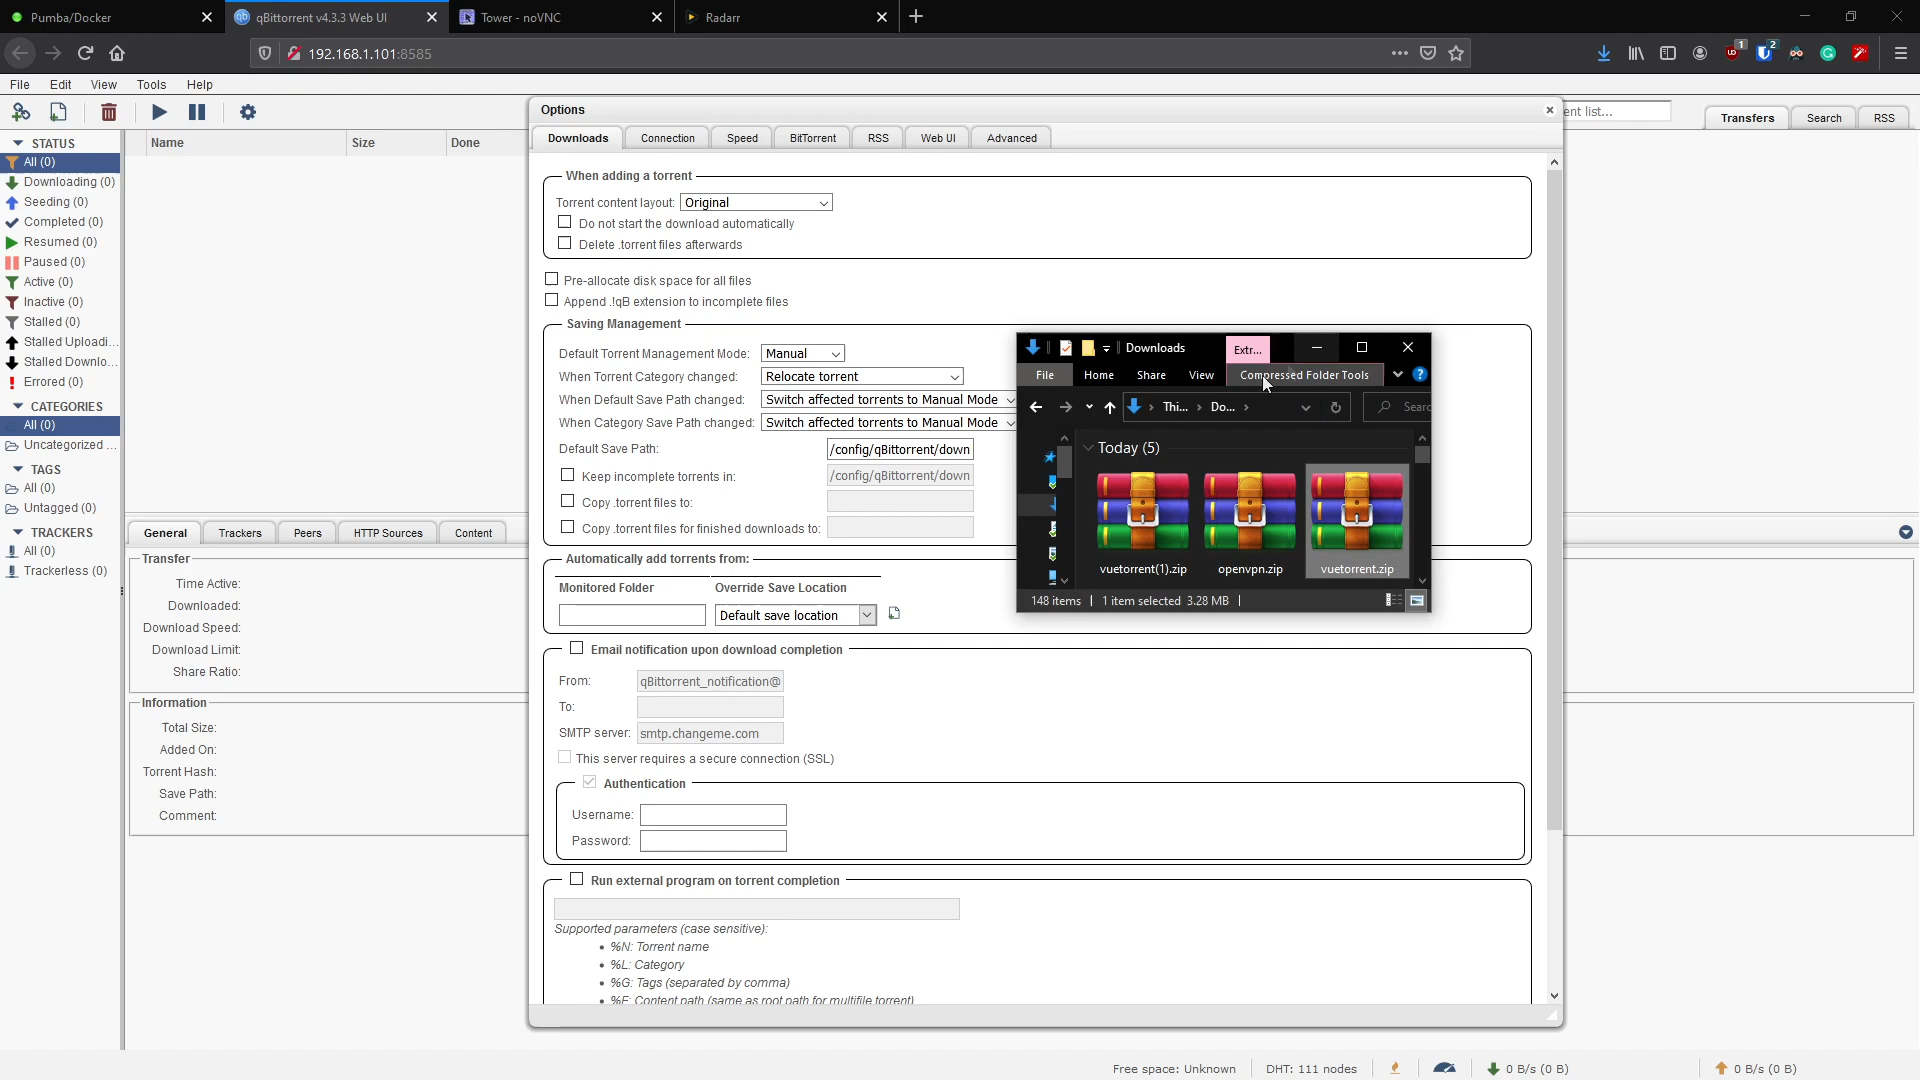 Pumba/Docker
qBittorrent v4.3.3 Web UI
Tower - noVNC
Radarr
192.168.1.101:8585
1
2
File Edit View Tools Help
ent list...
Transfers Search RSS
Options
Downloads Connection Speed BitTorrent RSS Web UI Advanced
Name Size Done
STATUS
All (0)
Downloading (0)
Seeding (0)
Completed (0)
Resumed (0)
Paused (0)
Active (0)
Inactive (0)
Stalled (0)
Stalled Uploadi...
Stalled Downlo...
Errored (0)
CATEGORIES
All (0)
Uncategorized ...
TAGS
All (0)
Untagged (0)
TRACKERS
All (0)
Trackerless (0)
When adding a torrent
Torrent content layout: Original
Do not start the download automatically
Delete .torrent files afterwards
Pre-allocate disk space for all files
Append .!qB extension to incomplete files
Saving Management
Default Torrent Management Mode: Manual
When Torrent Category changed: Relocate torrent
When Default Save Path changed: Switch affected torrents to Manual Mode
When Category Save Path changed: Switch affected torrents to Manual Mode
Default Save Path: /config/qBittorrent/down
Keep incomplete torrents in: /config/qBittorrent/down
Copy .torrent files to:
Copy .torrent files for finished downloads to:
Automatically add torrents from:
Monitored Folder Override Save Location
Default save location
Email notification upon download completion
From: qBittorrent_notification@
To:
SMTP server: smtp.changeme.com
This server requires a secure connection (SSL)
Authentication
Username:
Password:
Run external program on torrent completion
Supported parameters (case sensitive):
• %N: Torrent name
• %L: Category
• %G: Tags (separated by comma)
• %F: Content path (same as root path for multifile torrent)
Downloads
Extr...
File Home Share View Compressed Folder Tools
Thi... Do... Searc
Today (5)
vuetorrent(1).zip openvpn.zip vuetorrent.zip
148 items 1 item selected 3.28 MB
General Trackers Peers HTTP Sources Content
Transfer
Time Active:
Downloaded:
Download Speed:
Download Limit:
Share Ratio:
Information
Total Size:
Added On:
Torrent Hash:
Save Path:
Comment:
Free space: Unknown DHT: 111 nodes 0 B/s (0 B) 0 B/s (0 B)